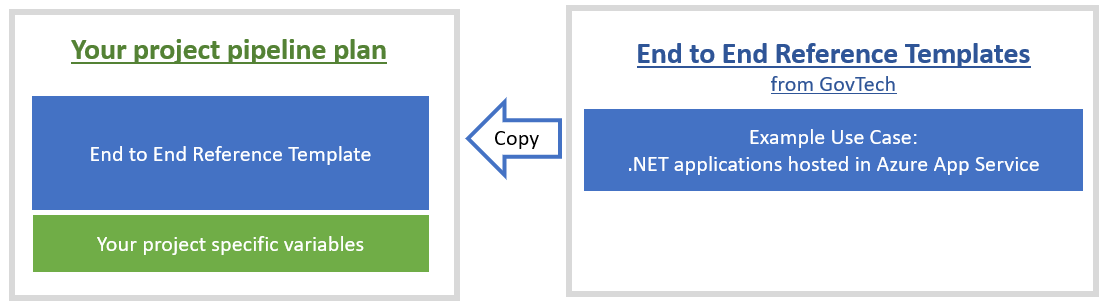 Your project pipeline plan
End to End Reference Template
Your project specific variables
Copy
End to End Reference Templates
from GovTech
Example Use Case:
.NET applications hosted in Azure App Service